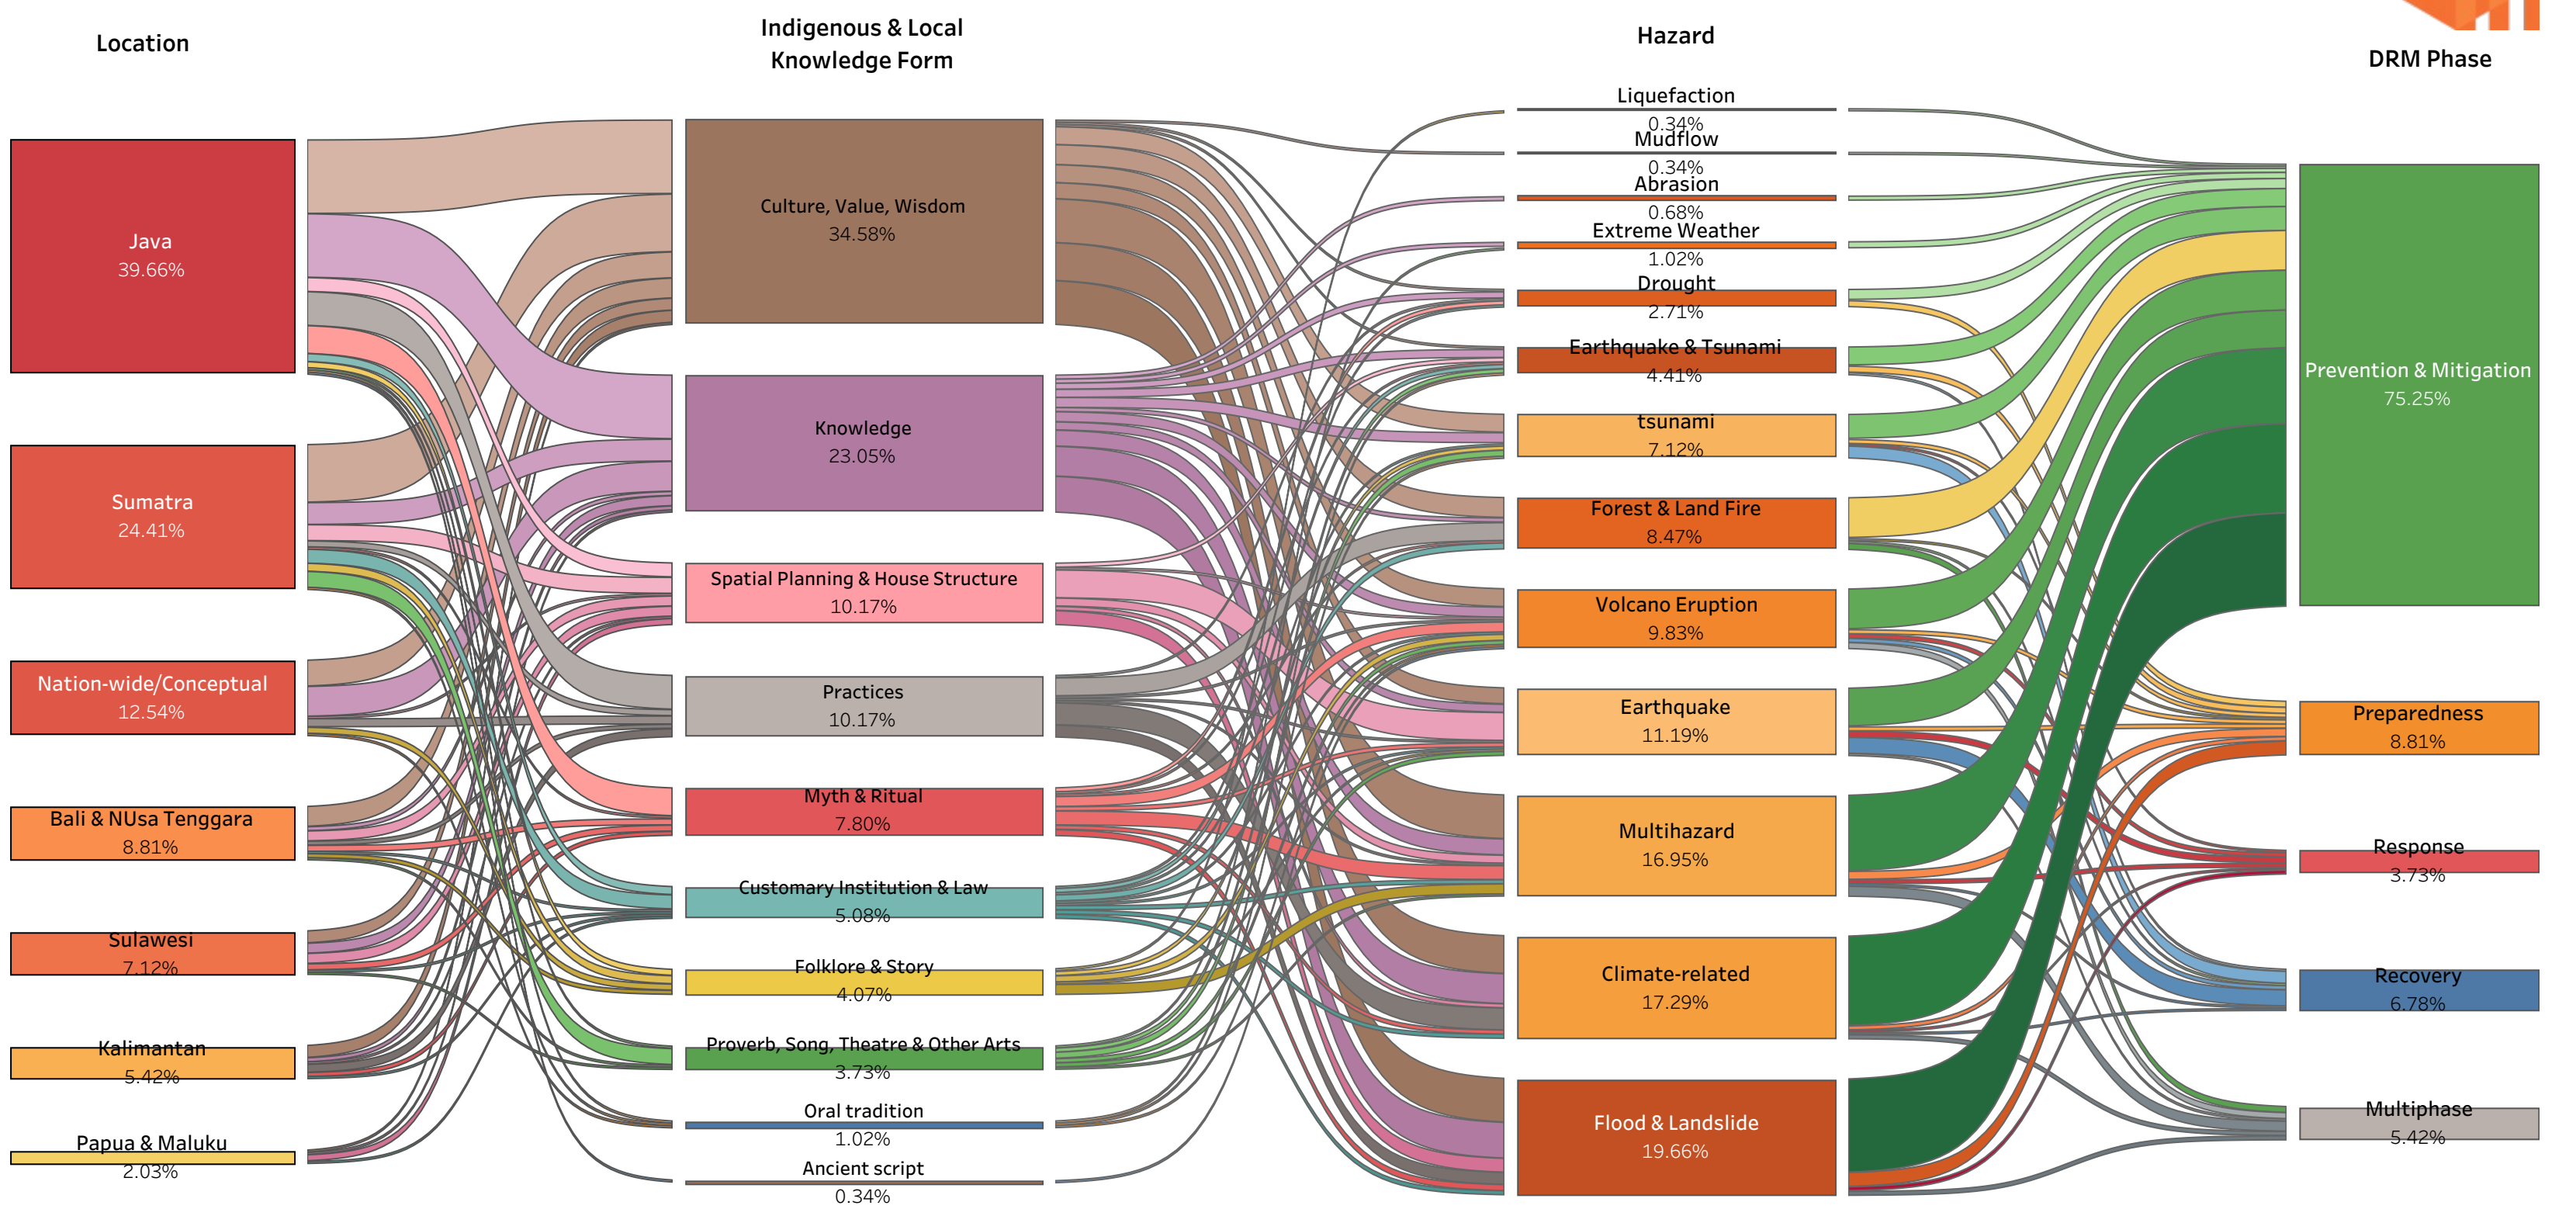 Location
Indigenous & Local
Knowledge Form
Hazard
DRM Phase
Java
39.66%
Sumatra
24.41%
Nation-wide/Conceptual
12.54%
Bali & NUsa Tenggara
8.81%
Sulawesi
7.12%
Kalimantan
5.42%
Papua & Maluku
2.03%
Culture, Value, Wisdom
34.58%
Knowledge
23.05%
Spatial Planning & House Structure
10.17%
Practices
10.17%
Myth & Ritual
7.80%
Customary Institution & Law
5.08%
Folklore & Story
4.07%
Proverb, Song, Theatre & Other Arts
3.73%
Oral tradition
1.02%
Ancient script
0.34%
Liquefaction
0.34%
Mudflow
0.34%
Abrasion
0.68%
Extreme Weather
1.02%
Drought
2.71%
Earthquake & Tsunami
4.41%
tsunami
7.12%
Forest & Land Fire
8.47%
Volcano Eruption
9.83%
Earthquake
11.19%
Multihazard
16.95%
Climate-related
17.29%
Flood & Landslide
19.66%
Prevention & Mitigation
75.25%
Preparedness
8.81%
Response
3.73%
Recovery
6.78%
Multiphase
5.42%